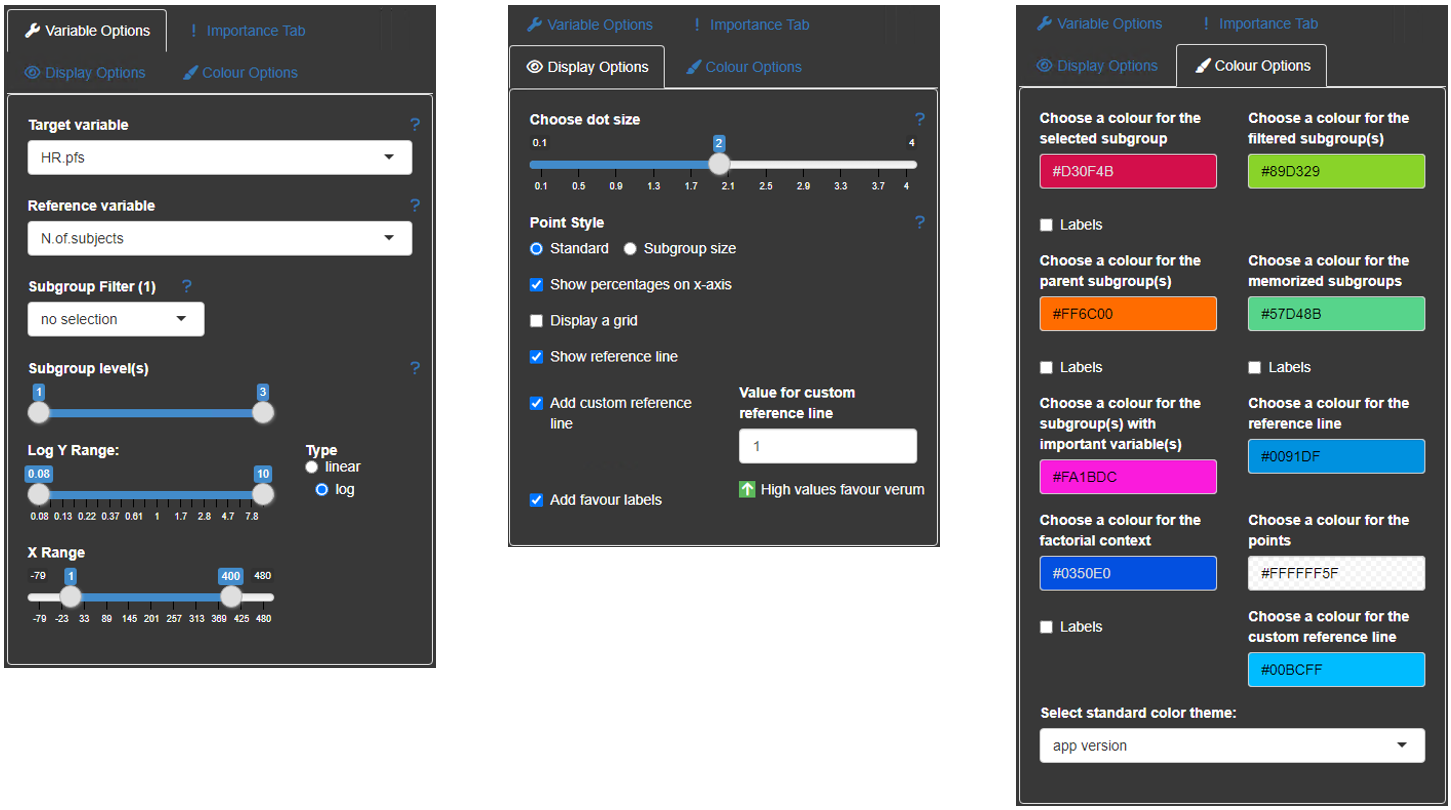 Variable Options
! Importance Tab
Display Options
Colour Options
Target variable ?
HR.pfs
Reference variable ?
N.of.subjects
Subgroup Filter (1) ?
no selection
Subgroup level(s) ?
1 3
Log Y Range:
0.08 10
0.08 0.13 0.22 0.37 0.61 1 1.7 2.8 4.7 7.8
Type
linear
log
X Range
-79 1 400 480
-79 -23 33 89 145 201 257 313 369 425 480
Variable Options
! Importance Tab
Display Options
Colour Options
Choose dot size ?
0.1 2 4
0.1 0.5 0.9 1.3 1.7 2.1 2.5 2.9 3.3 3.7 4
Point Style ?
Standard Subgroup size
Show percentages on x-axis
Display a grid
Show reference line
Add custom reference
line
Value for custom
reference line
1
High values favour verum
Add favour labels
Variable Options
! Importance Tab
Display Options
Colour Options
Choose a colour for the
selected subgroup
#D30F4B
Labels
Choose a colour for the
filtered subgroup(s)
#89D329
Choose a colour for the
parent subgroup(s)
#FF6C00
Labels
Choose a colour for the
memorized subgroups
#57D48B
Labels
Choose a colour for the
subgroup(s) with
important variable(s)
#FA1BDC
Choose a colour for the
reference line
#0091DF
Choose a colour for the
factorial context
#0350E0
Labels
Choose a colour for the
points
#FFFFFF5F
Choose a colour for the
custom reference line
#00BCFF
Select standard color theme:
app version